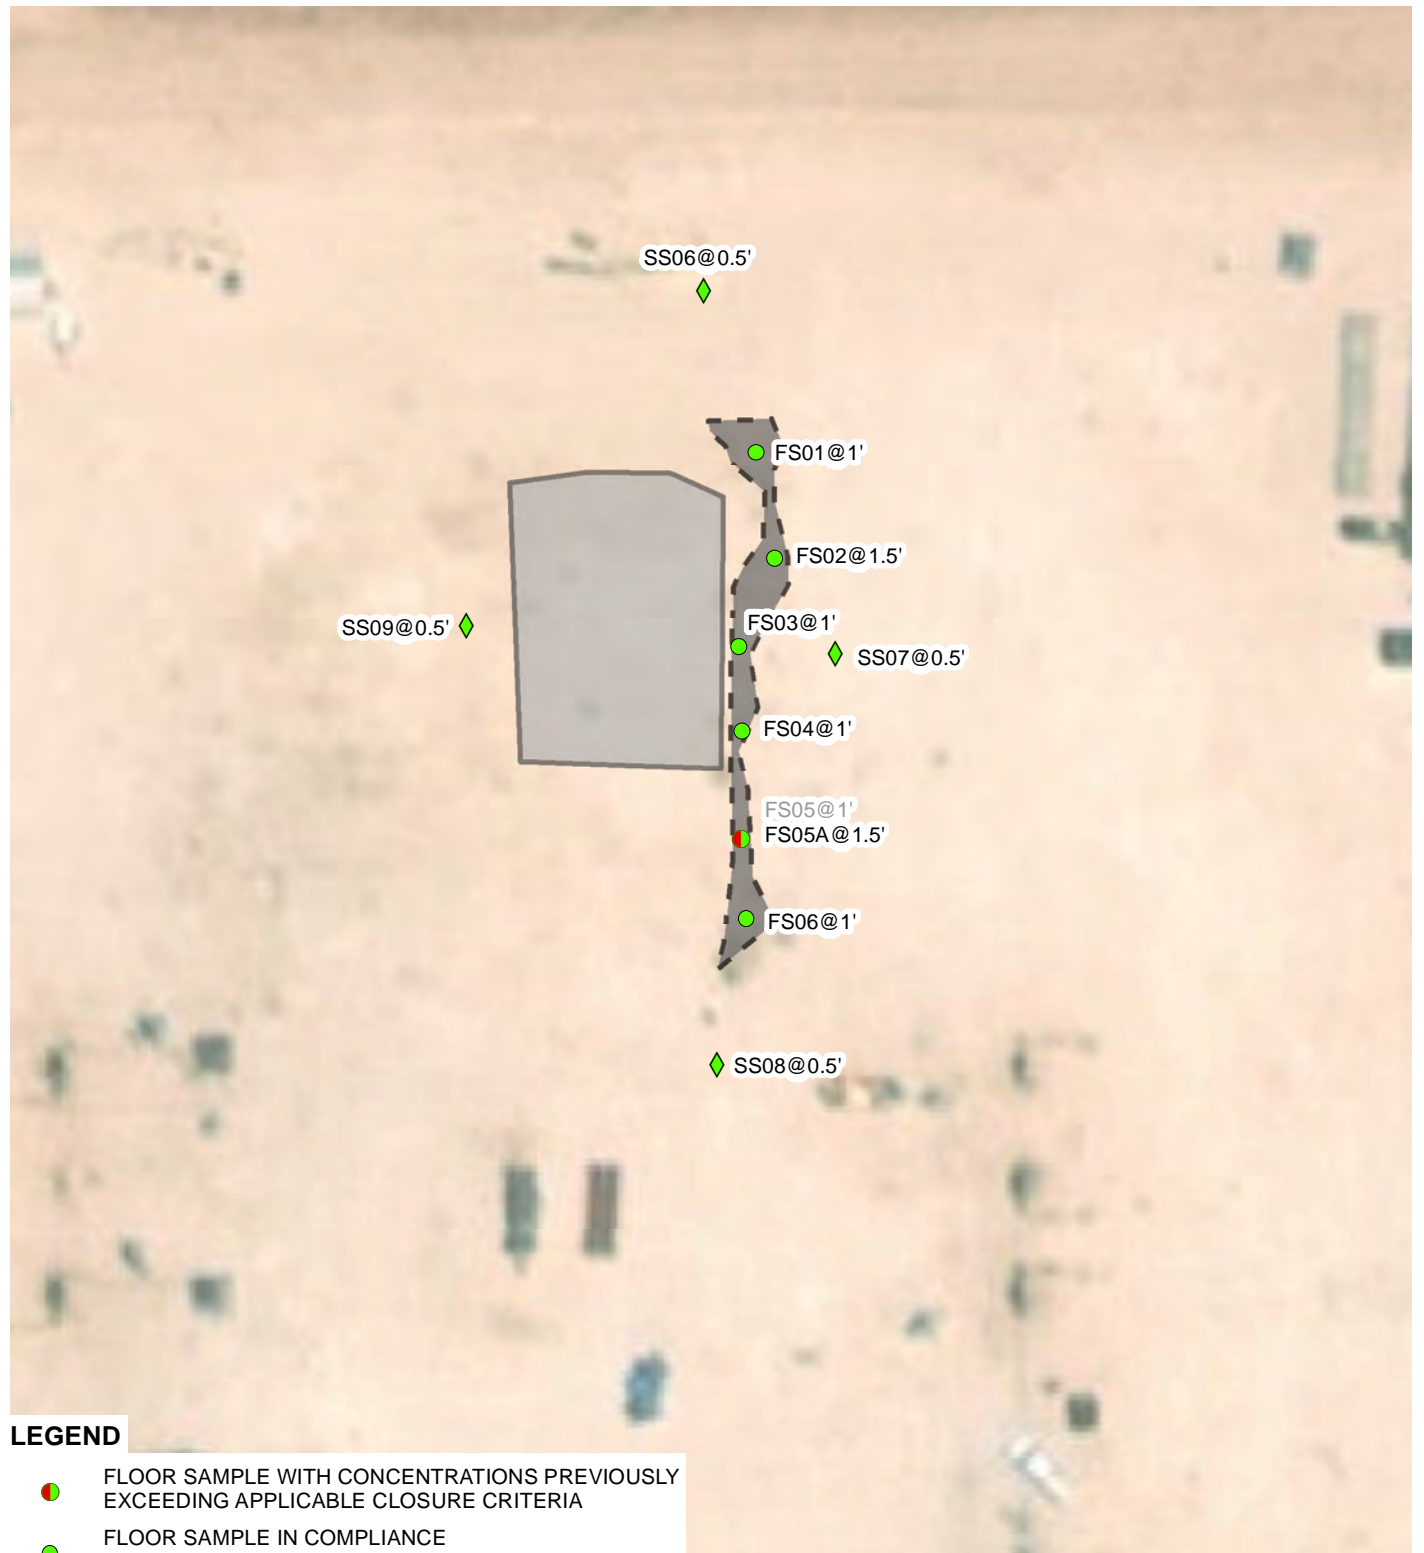 SS06@0.5'
FS01@1'
FS02@1.5'
FS03@1'
SS09@0.5'
SS07@0.5'
FS04@1'
FS05@1'
FS05A@1.5'
FS06@1'
SS08@0.5'
LEGEND
FLOOR SAMPLE WITH CONCENTRATIONS PREVIOUSLY
EXCEEDING APPLICABLE CLOSURE CRITERIA
FLOOR SAMPLE IN COMPLIANCE